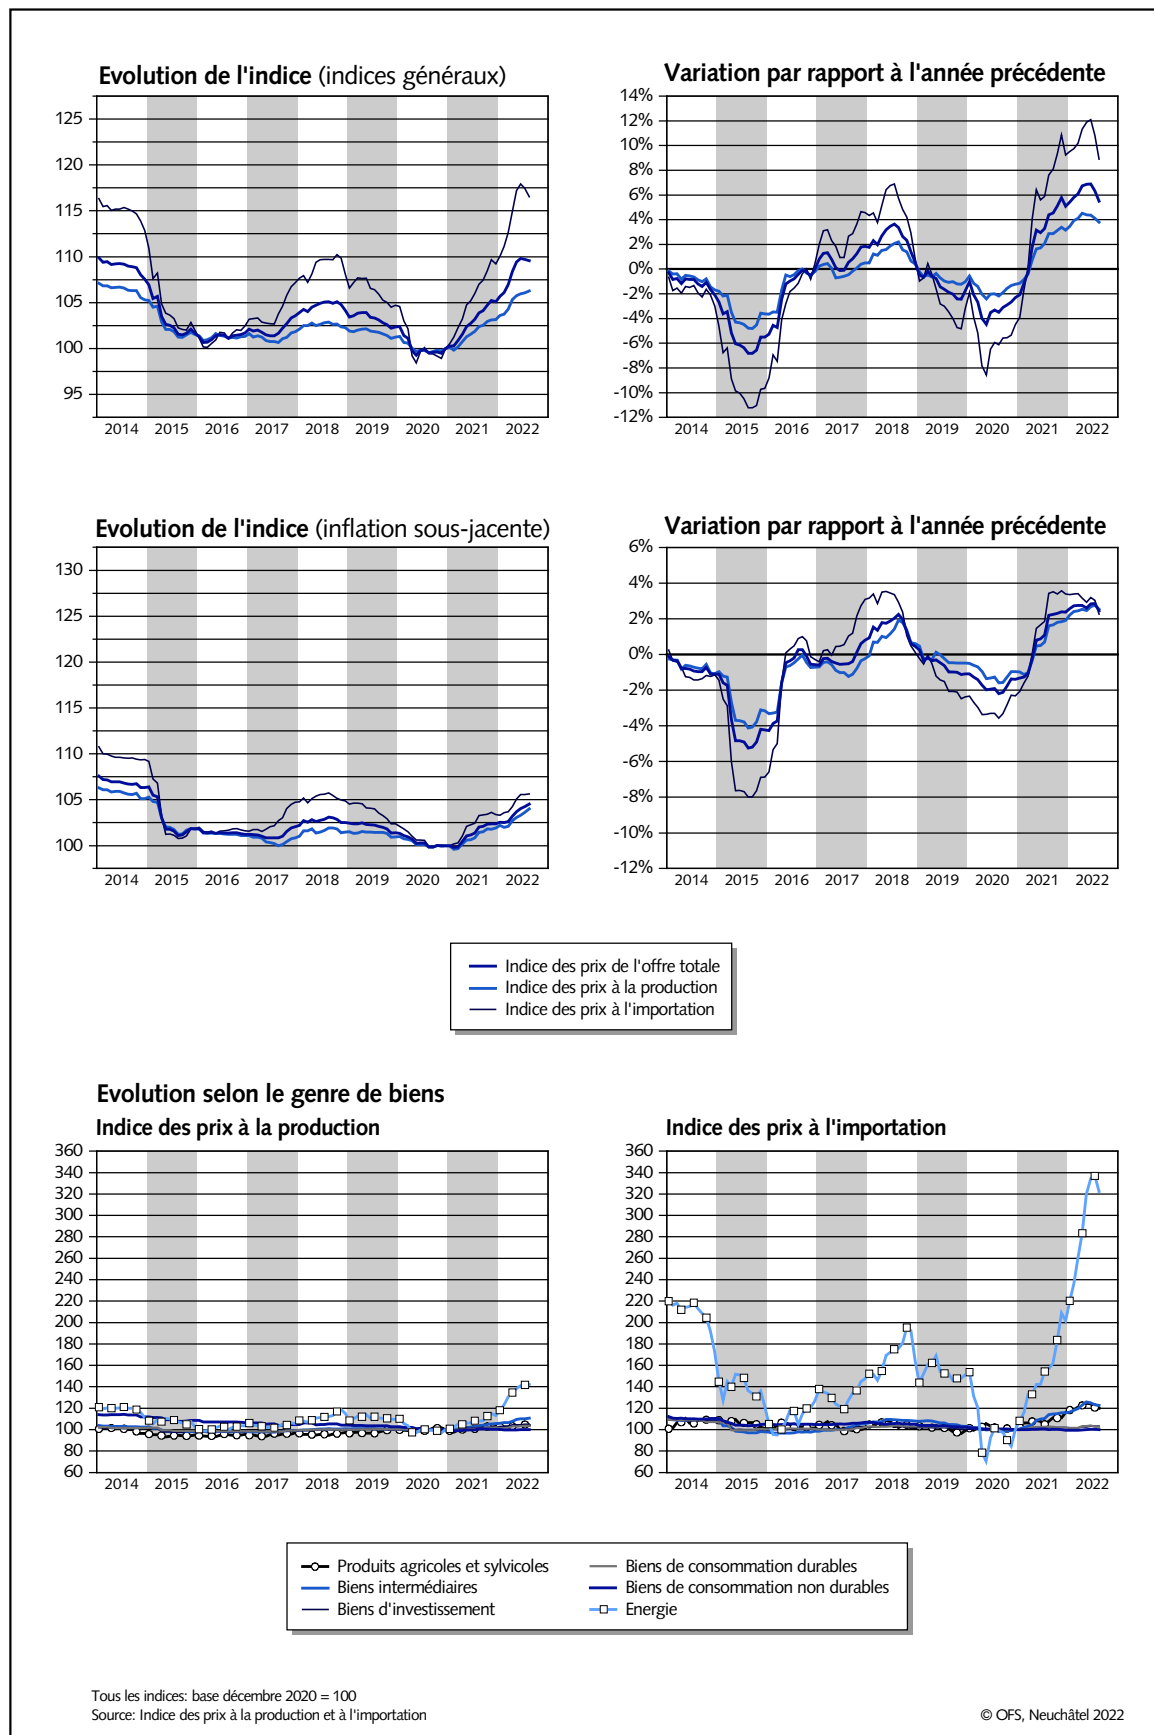 Evolution de l'indice (indices généraux)
125
120
115
110
105
100
95
2014 2015 2016 2017 2018 2019 2020 2021 2022
Variation par rapport à l'année précédente
14%
12%
10%
8%
6%
4%
2%
0%
-2%
-4%
-6%
-8%
-10%
-12%
2014 2015 2016 2017 2018 2019 2020 2021 2022
Evolution de l'indice (inflation sous-jacente)
130
125
120
115
110
105
100
2014 2015 2016 2017 2018 2019 2020 2021 2022
Variation par rapport à l'année précédente
6%
4%
2%
0%
-2%
-4%
-6%
-8%
-10%
-12%
2014 2015 2016 2017 2018 2019 2020 2021 2022
Indice des prix de l'offre totale
Indice des prix à la production
Indice des prix à l'importation
Evolution selon le genre de biens
Indice des prix à la production
360
340
320
300
280
260
240
220
200
180
160
140
120
100
80
60
2014 2015 2016 2017 2018 2019 2020 2021 2022
Indice des prix à l'importation
360
340
320
300
280
260
240
220
200
180
160
140
120
100
80
60
2014 2015 2016 2017 2018 2019 2020 2021 2022
Produits agricoles et sylvicoles
Biens intermédiaires
Biens d'investissement
Biens de consommation durables
Biens de consommation non durables
Energie
Tous les indices: base décembre 2020 = 100
Source: Indice des prix à la production et à l'importation
© OFS, Neuchâtel 2022